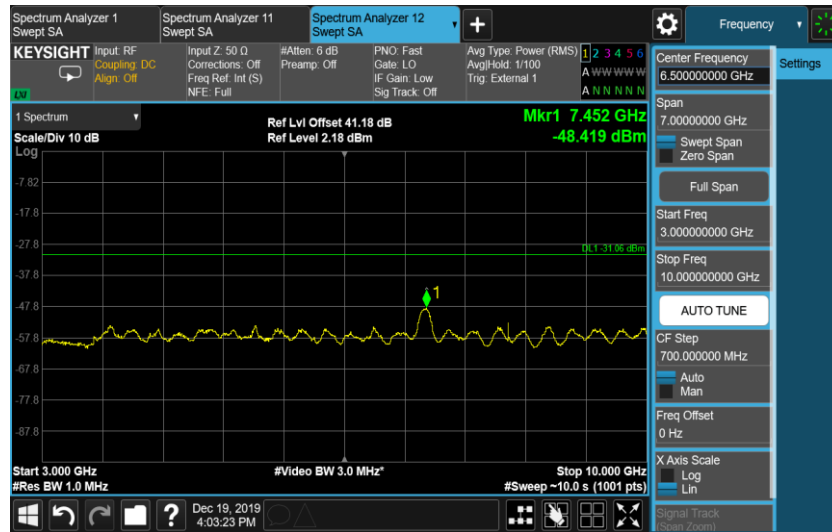 Spectrum Analyzer 1
Swept SA
Spectrum Analyzer 11
Swept SA
Spectrum Analyzer 12
Swept SA
Frequency
KEYSIGHT
Input: RF
Coupling: DC
Align: Off
Input Z: 50 Ω
Corrections: Off
Freq Ref: Int (S)
NFE: Full
#Atten: 6 dB
Preamp: Off
PNO: Fast
Gate: LO
IF Gain: Low
Sig Track: Off
Avg Type: Power (RMS)
Avg|Hold: 1/100
Trig: External 1
1 2 3 4 5 6
A W W W W W
A N N N N N
LXI
1 Spectrum
Scale/Div 10 dB
Log
Ref Lvl Offset 41.18 dB
Ref Level 2.18 dBm
Mkr1 7.452 GHz
-48.419 dBm
-7.82
-17.8
-27.8
-37.8
-47.8
-57.8
-67.8
-77.8
-87.8
DL1 -31.06 dBm
1
Start 3.000 GHz
#Res BW 1.0 MHz
#Video BW 3.0 MHz*
Stop 10.000 GHz
#Sweep ~10.0 s (1001 pts)
Center Frequency
6.500000000 GHz
Settings
Span
7.00000000 GHz
Swept Span
Zero Span
Full Span
Start Freq
3.000000000 GHz
Stop Freq
10.000000000 GHz
AUTO TUNE
CF Step
700.000000 MHz
Auto
Man
Freq Offset
0 Hz
X Axis Scale
Log
Lin
Signal Track
(Span Zoom)
?
Dec 19, 2019
4:03:23 PM